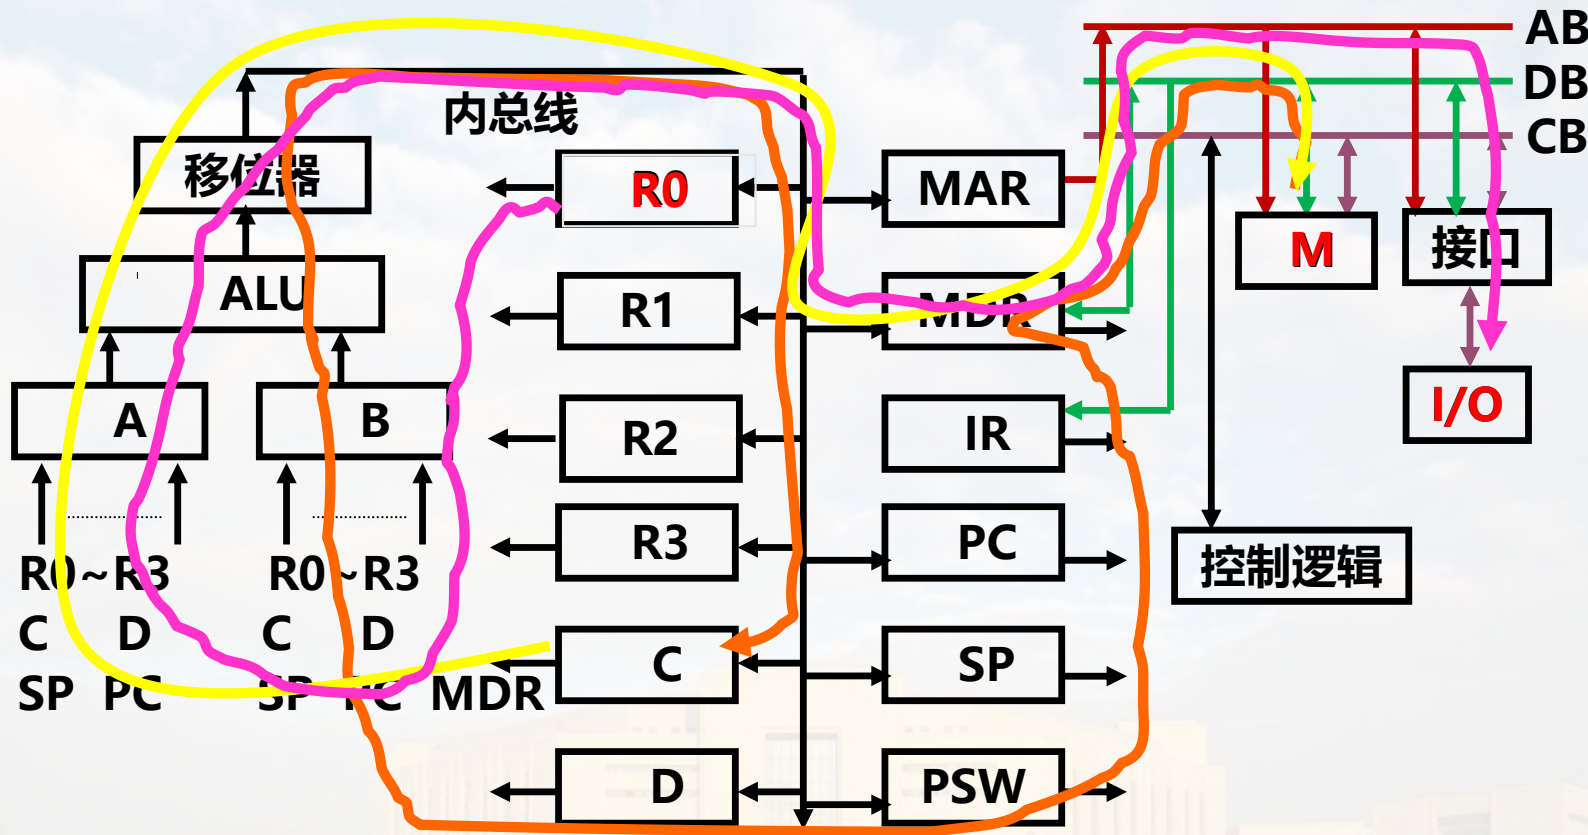 AB
DB
CB
内总线
移位器
R0
MAR
M
接口
ALU
R1
MDR
I/O
A
B
R2
IR
R3
PC
控制逻辑
R0~R3
R0~R3
C D
C D
SP PC
SP PC MDR
C
SP
D
PSW